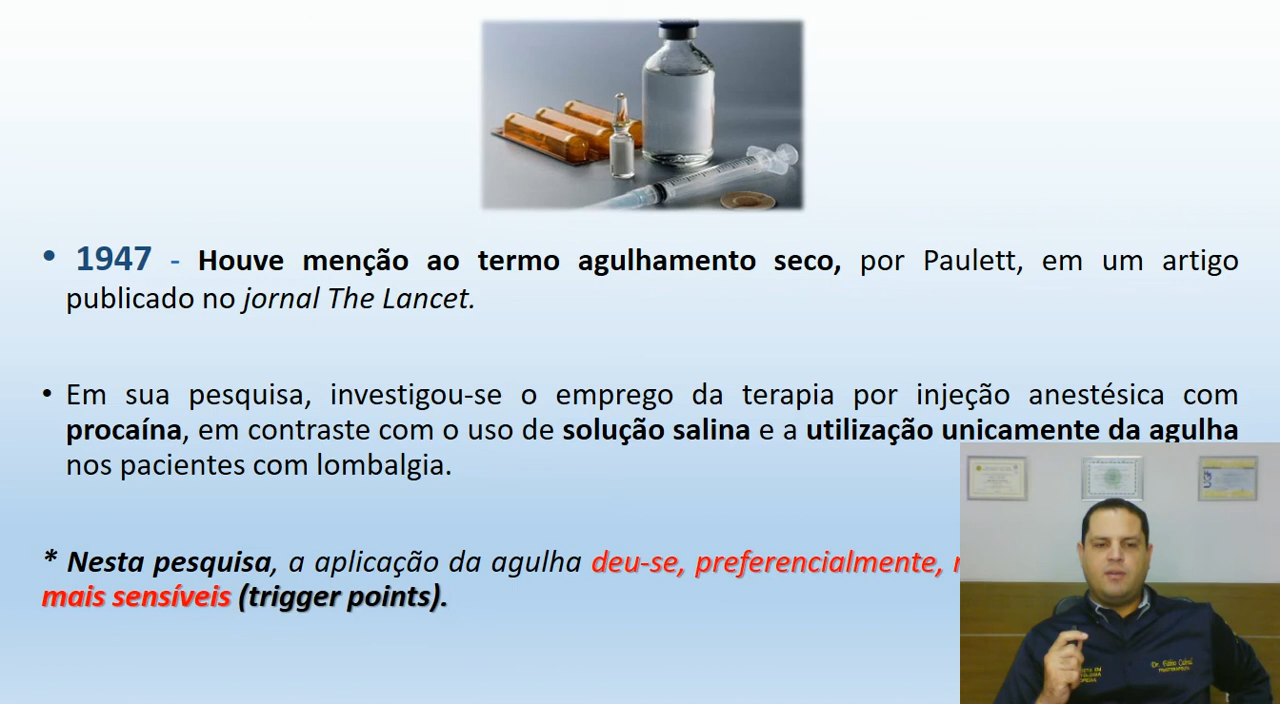 • 1947 - Houve menção ao termo agulhamento seco, por Paulett, em um artigo
publicado no jornal The Lancet.
• Em sua pesquisa, investigou-se o emprego da terapia por injeção anestésica com
procaína, em contraste com o uso de solução salina e a utilização unicamente da agulha
nos pacientes com lombalgia.
* Nesta pesquisa, a aplicação da agulha deu-se, preferencialmente,
mais sensíveis (trigger points).
Dr. Fábio Cabral